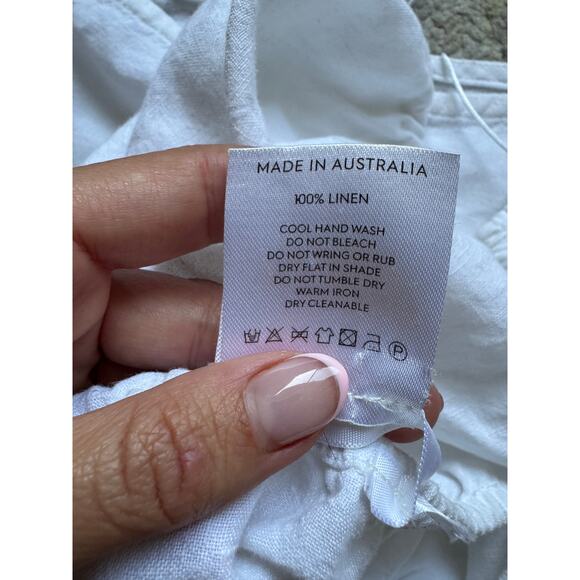 MADE IN AUSTRALIA
100% LINEN
COOL HAND WASH
DO NOT BLEACH
DO NOT WRING OR RUB
DRY FLAT IN SHADE
DO NOT TUMBLE DRY
WARM IRON
DRY CLEANABLE
P